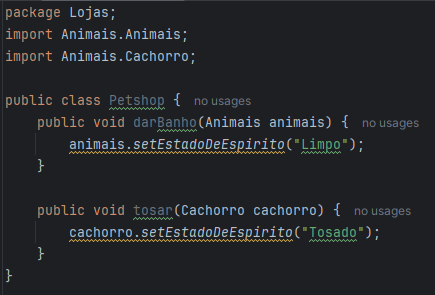 package Lojas;
import Animais.Animais;
import Animais.Cachorro;
public class Petshop { no usages
public void darBanho(Animais animais) { no usages
animais.setEstadoDeEspirito("Limpo");
}
public void tosar(Cachorro cachorro) { no usages
cachorro.setEstadoDeEspirito("Tosado");
}
}